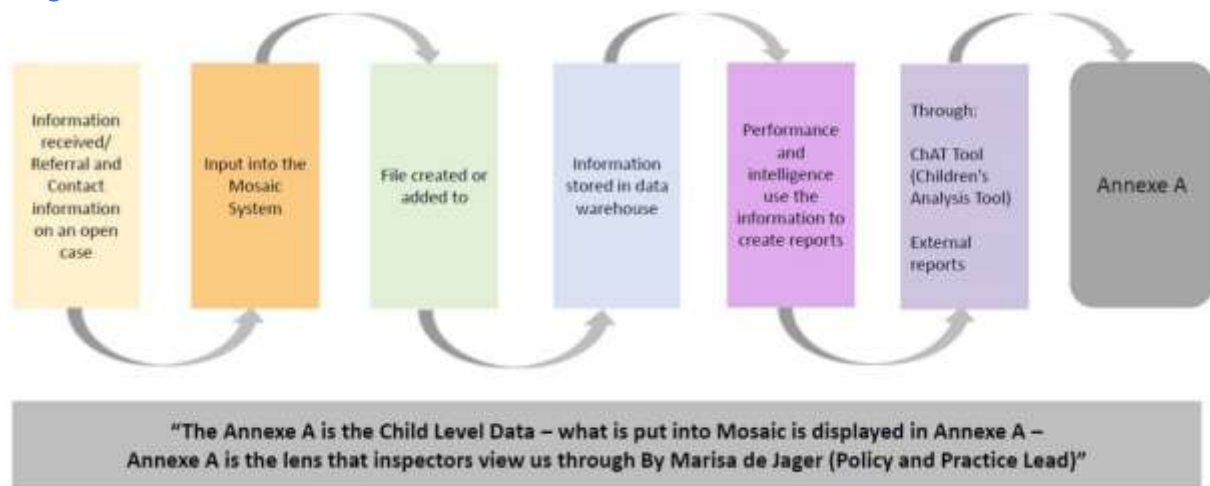 Information
received/
Referral and
Contact
information
on an open
case
Input into the
Mosaic
System
File created or
added to
Information
stored in data
warehouse
Performance
and
intelligence
use the
information to
create reports
Through:
ChAT Tool
(Children's
Analysis Tool)
External
reports
Annexe A
“The Annexe A is the Child Level Data – what is put into Mosaic is displayed in Annexe A –
Annexe A is the lens that inspectors view us through By Marisa de Jager (Policy and Practice Lead)”